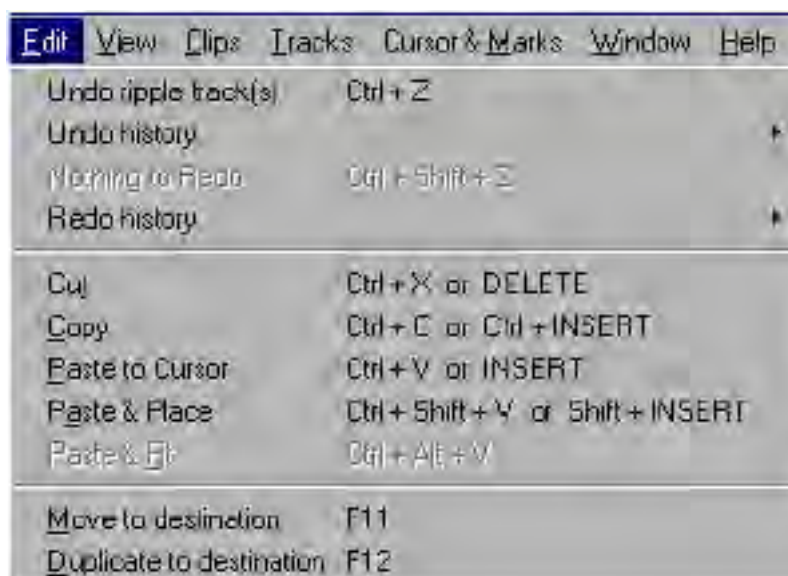 Edit View Clips Tracks Cursor & Marks Window Help
Undo ripple track(s) Ctrl + Z
Undo history
Nothing to Redo Ctrl + Shift + Z
Redo history
Cut Ctrl + X or DELETE
Copy Ctrl + C or Ctrl + INSERT
Paste to Cursor Ctrl + V or INSERT
Paste & Place Ctrl + Shift + V or Shift + INSERT
Paste & Fit Ctrl + Alt + V
Move to destination F11
Duplicate to destination F12